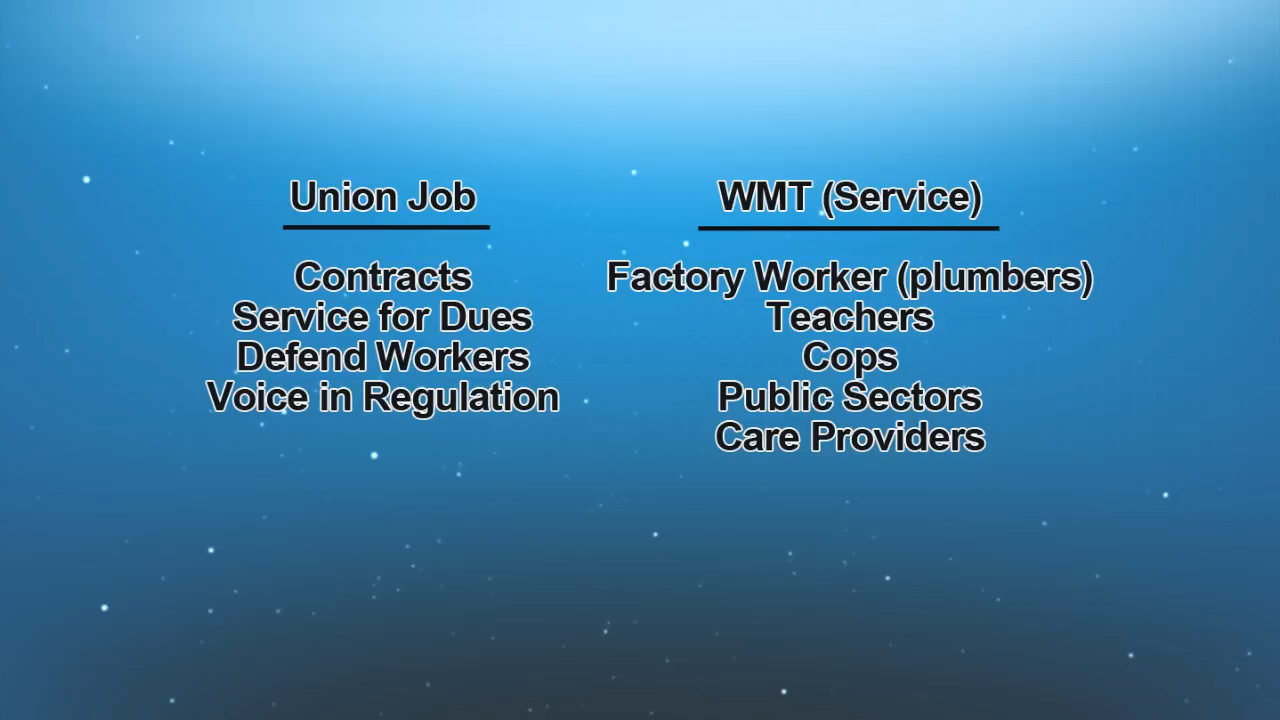 Union Job
Contracts
Service for Dues
Defend Workers
Voice in Regulation
WMT (Service)
Factory Worker (plumbers)
Teachers
Cops
Public Sectors
Care Providers